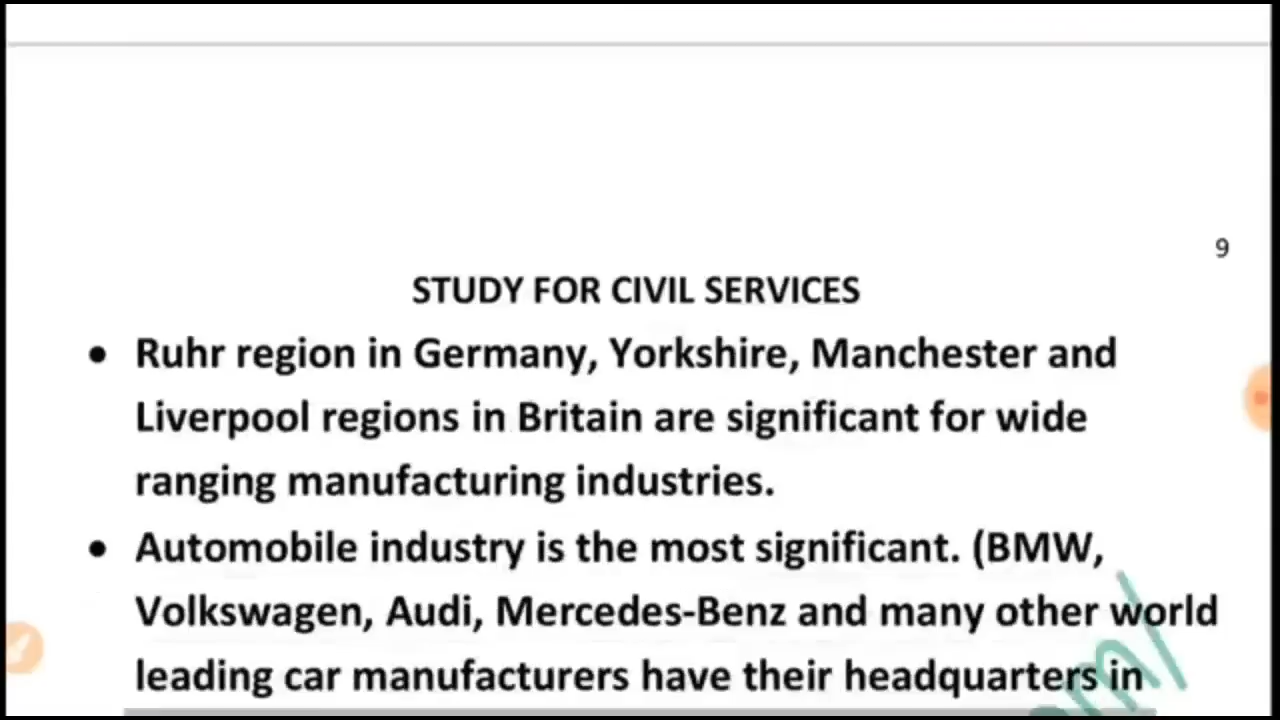 9
STUDY FOR CIVIL SERVICES
• Ruhr region in Germany, Yorkshire, Manchester and
Liverpool regions in Britain are significant for wide
ranging manufacturing industries.
• Automobile industry is the most significant. (BMW,
Volkswagen, Audi, Mercedes-Benz and many other world
leading car manufacturers have their headquarters in